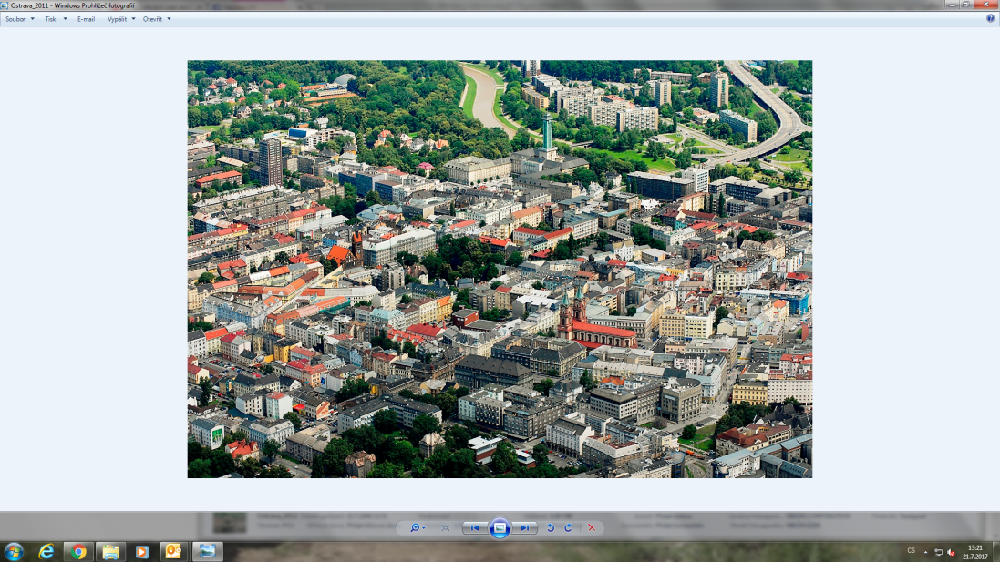 Ostrava_2011 - Windows Prohlížeč fotografií
Soubor Tisk E-mail Vypálit Otevřít
CS
13:21
21.7.2017